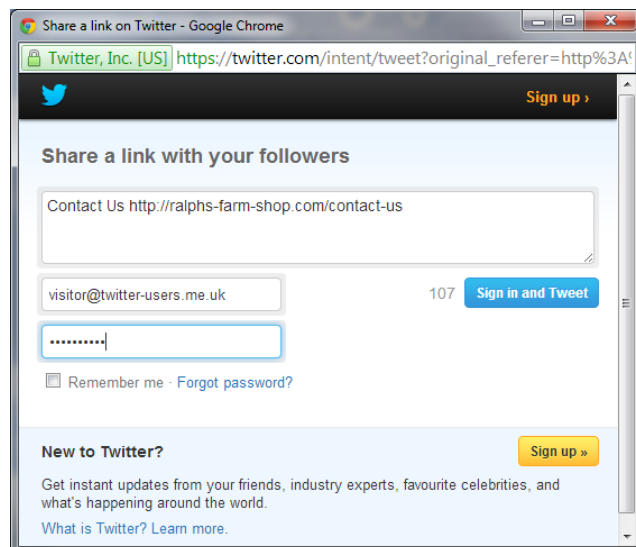 Share a link on Twitter - Google Chrome
Twitter, Inc. [US] https://twitter.com/intent/tweet?original_referer=http%3A%
Sign up ›
Share a link with your followers
Contact Us http://ralphs-farm-shop.com/contact-us
visitor@twitter-users.me.uk 107 Sign in and Tweet
••••••••••
Remember me · Forgot password?
New to Twitter? Sign up »
Get instant updates from your friends, industry experts, favourite celebrities, and
what's happening around the world.
What is Twitter? Learn more.